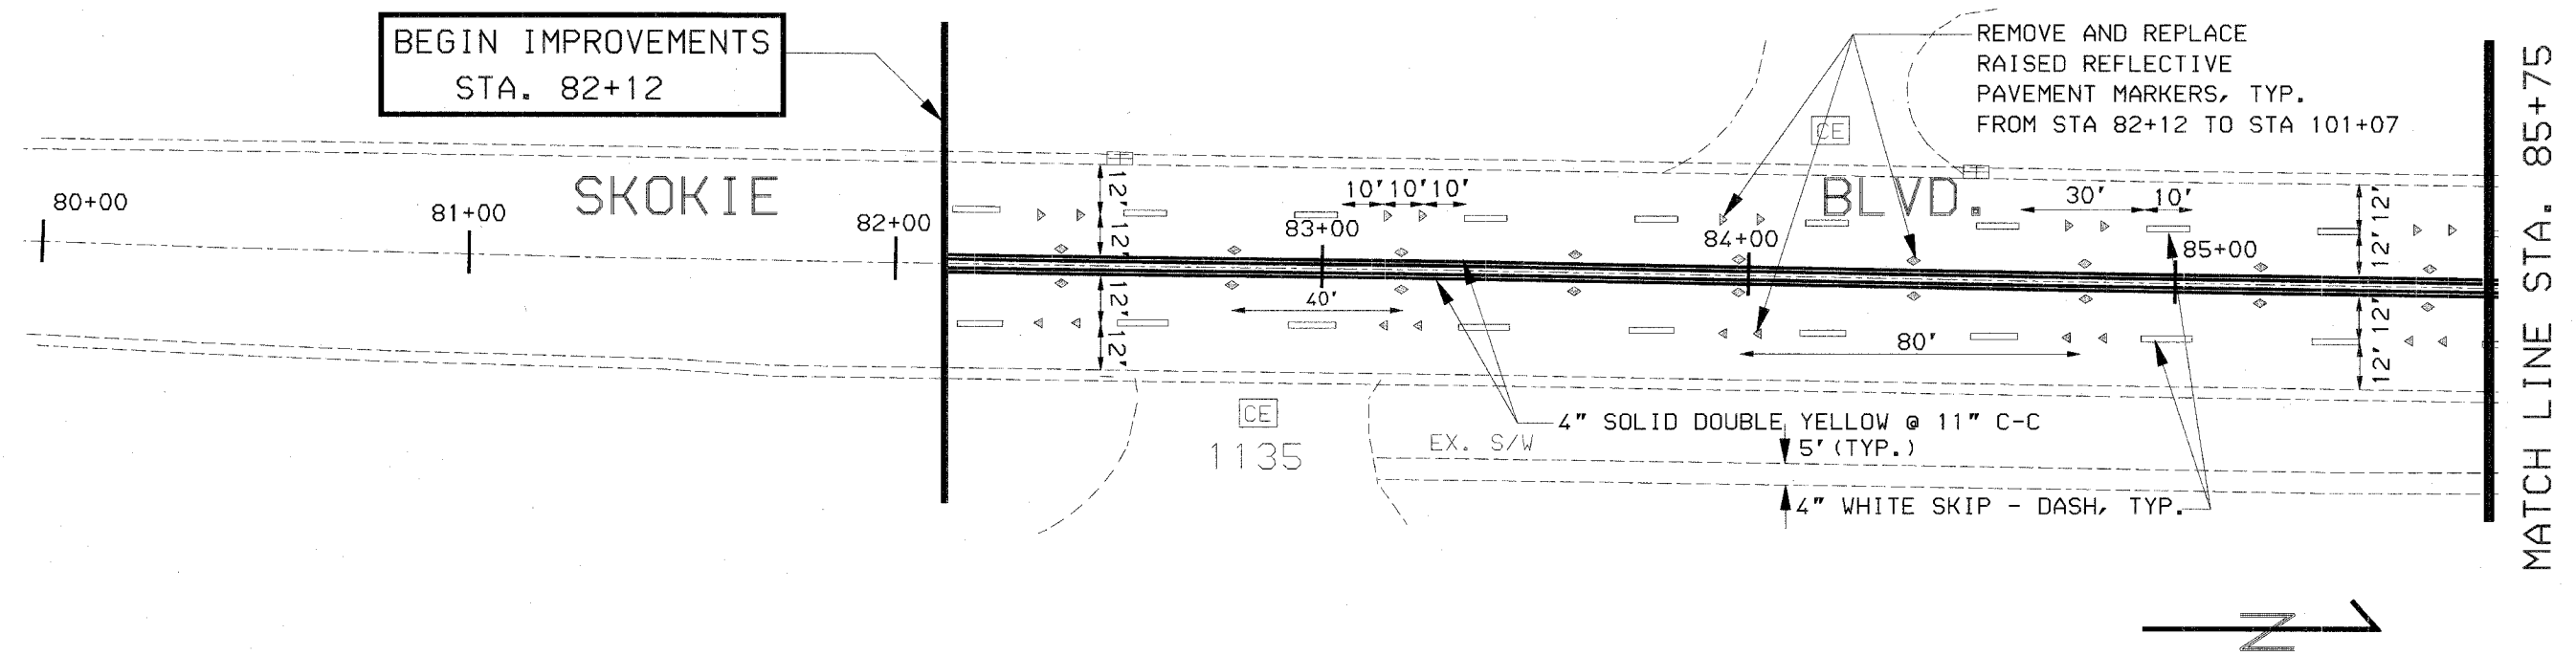 BEGIN IMPROVEMENTS
STA. 82+12
REMOVE AND REPLACE
RAISED REFLECTIVE
PAVEMENT MARKERS, TYP.
FROM STA 82+12 TO STA 101+07
MATCH LINE STA. 85+75
CE
SKOKIE
BLVD.
80+00
81+00
82+00
83+00
84+00
85+00
12'
12'
12'
12'
10' 10' 10'
30'
10'
12'
12'
12'
12'
40'
80'
CE
1135
EX. S/W
4" SOLID DOUBLE YELLOW @ 11" C-C
5' (TYP.)
4" WHITE SKIP - DASH, TYP.
N